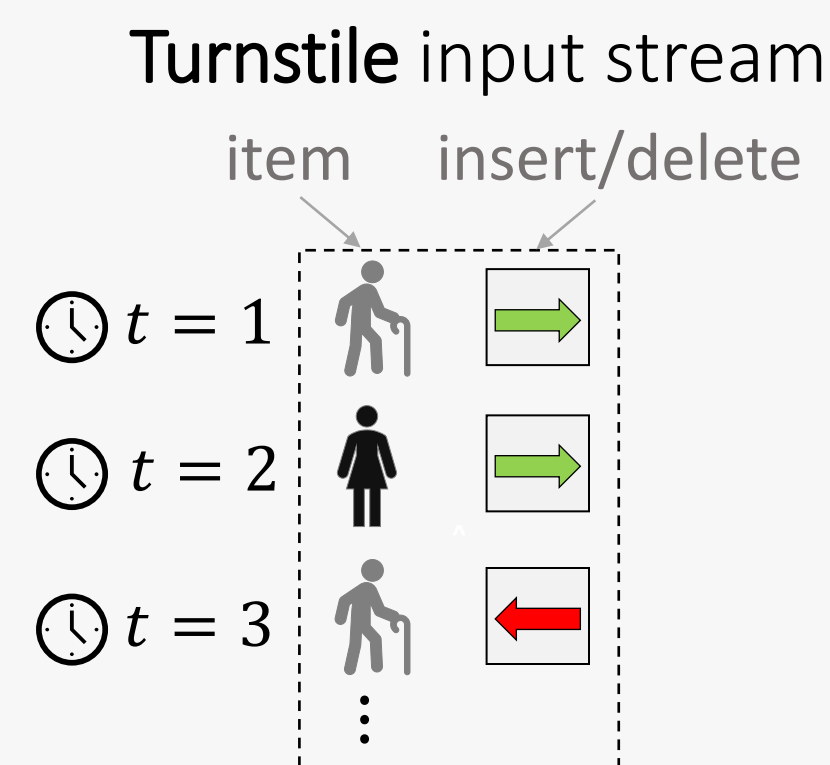 Turnstile input stream
item insert/delete
t = 1
t = 2
^
t = 3
⋮